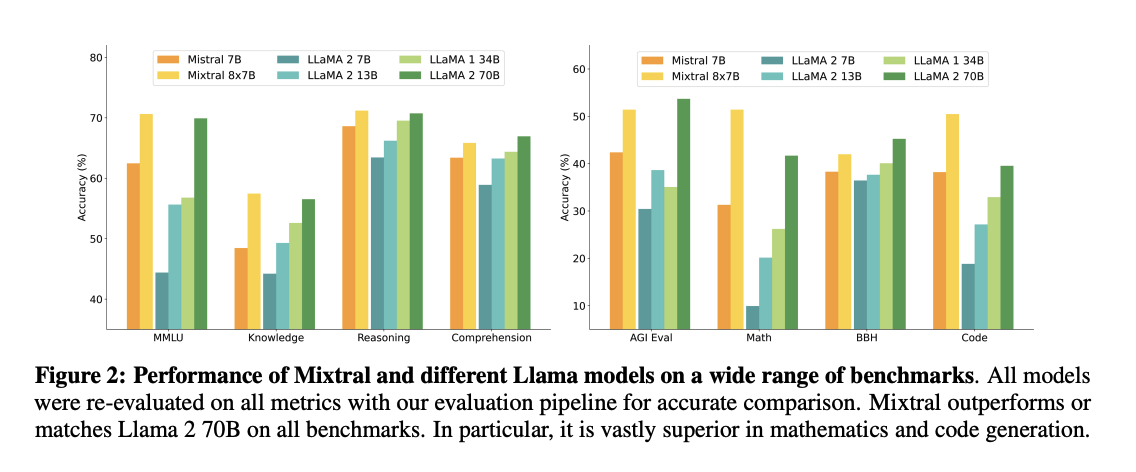 80
70
60
50
40
Accuracy (%)
Mistral 7B LLaMA 2 7B LLaMA 1 34B
Mixtral 8x7B LLaMA 2 13B LLaMA 2 70B
MMLU Knowledge Reasoning Comprehension
60
50
40
30
20
10
Accuracy (%)
Mistral 7B LLaMA 2 7B LLaMA 1 34B
Mixtral 8x7B LLaMA 2 13B LLaMA 2 70B
AGI Eval Math BBH Code
Figure 2: Performance of Mixtral and different Llama models on a wide range of benchmarks. All models
were re-evaluated on all metrics with our evaluation pipeline for accurate comparison. Mixtral outperforms or
matches Llama 2 70B on all benchmarks. In particular, it is vastly superior in mathematics and code generation.